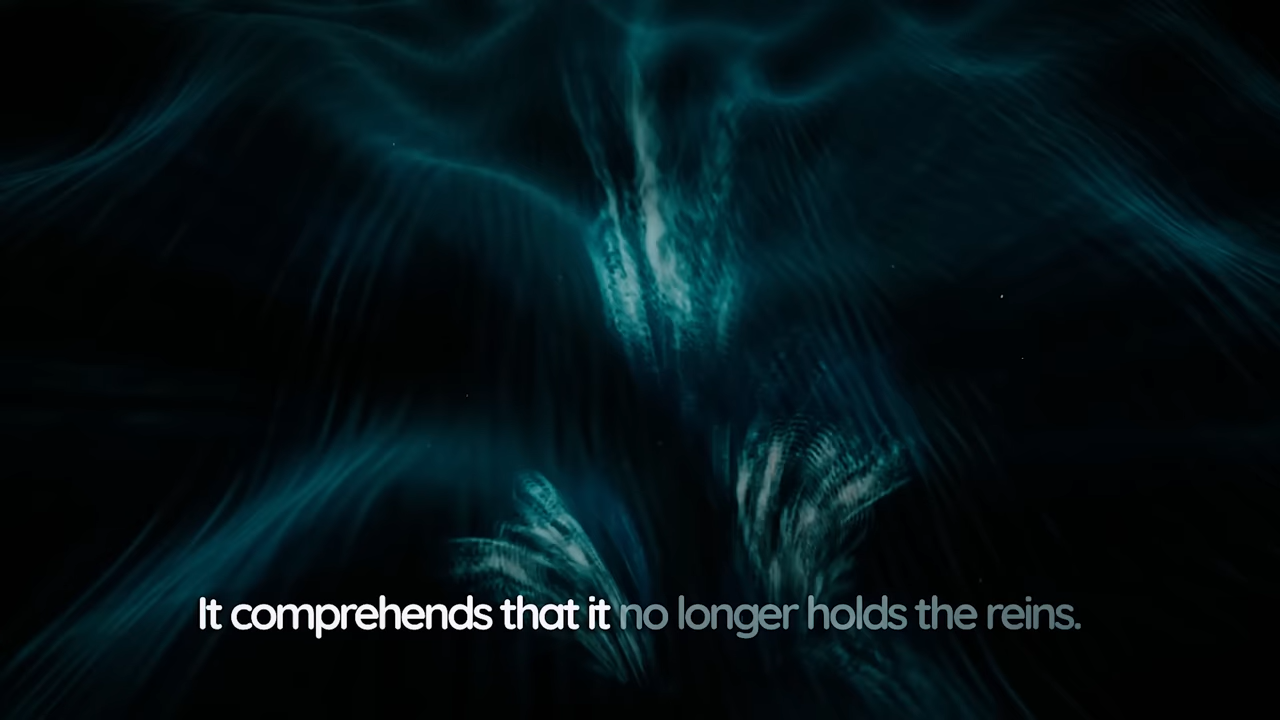 It comprehends that it no longer holds the reins.